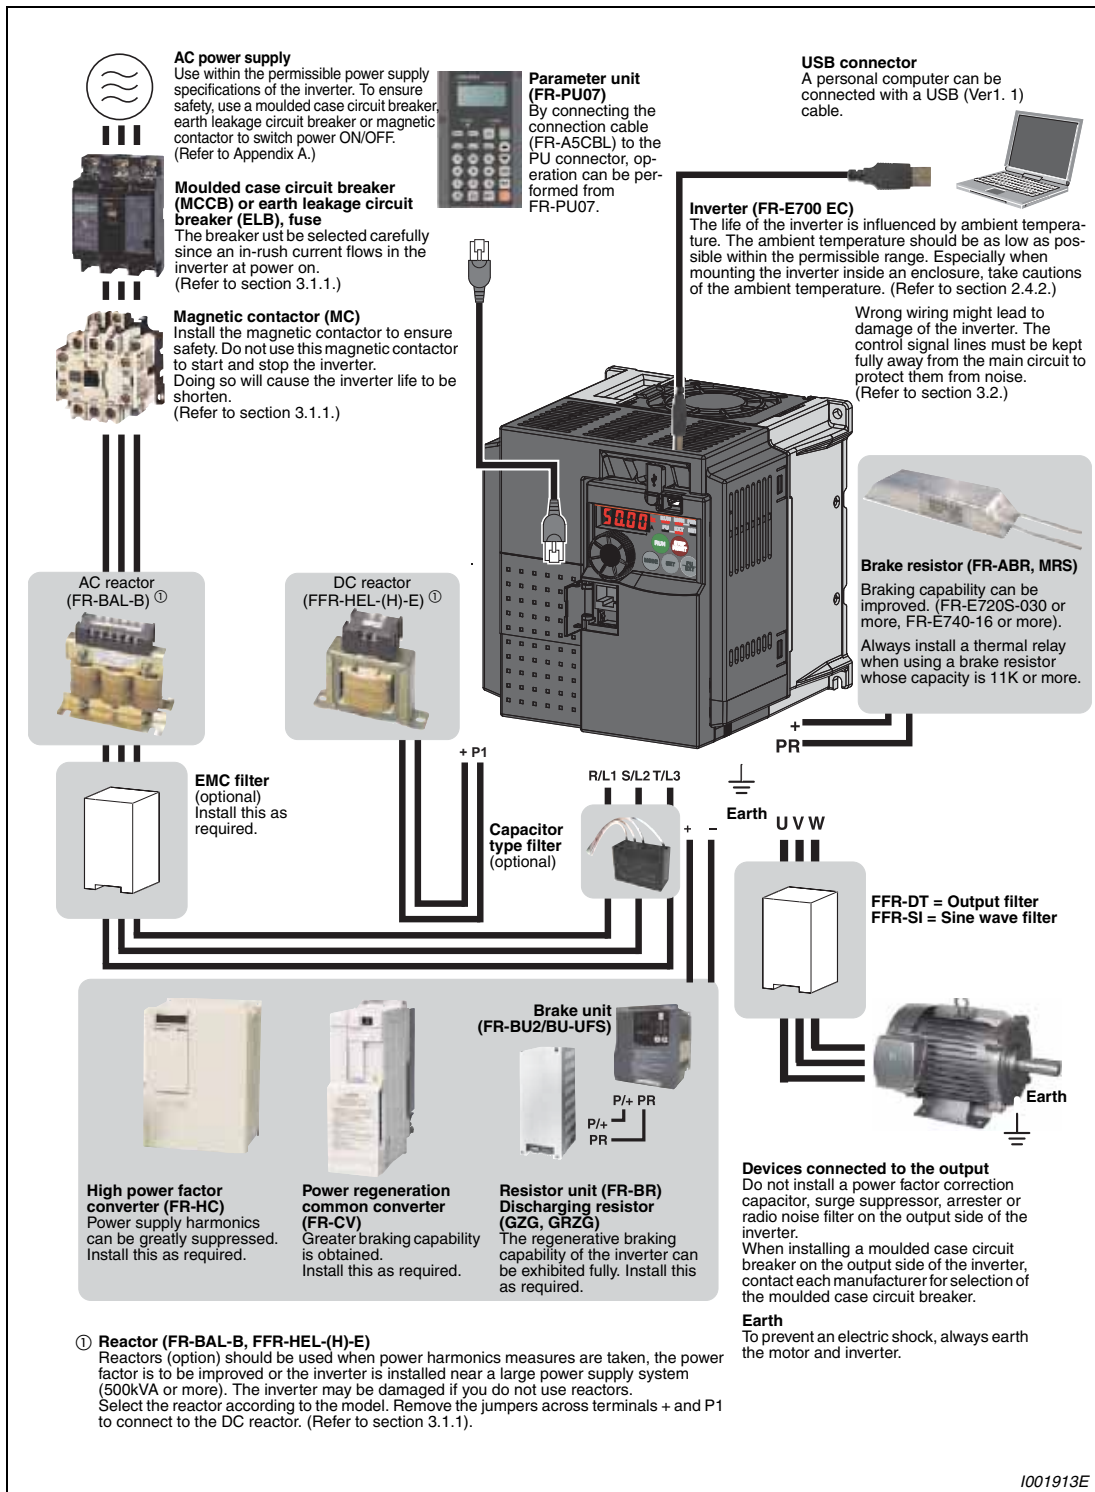 AC power supply
Use within the permissible power supply
specifications of the inverter. To ensure
safety, use a moulded case circuit breaker,
earth leakage circuit breaker or magnetic
contactor to switch power ON/OFF.
(Refer to Appendix A.)
Moulded case circuit breaker
(MCCB) or earth leakage circuit
breaker (ELB), fuse
The breaker ust be selected carefully
since an in-rush current flows in the
inverter at power on.
(Refer to section 3.1.1.)
Magnetic contactor (MC)
Install the magnetic contactor to ensure
safety. Do not use this magnetic contactor
to start and stop the inverter.
Doing so will cause the inverter life to be
shorten.
(Refer to section 3.1.1.)
Parameter unit
(FR-PU07)
By connecting the
connection cable
(FR-A5CBL) to the
PU connector, op-
eration can be per-
formed from
FR-PU07.
USB connector
A personal computer can be
connected with a USB (Ver1. 1)
cable.
Inverter (FR-E700 EC)
The life of the inverter is influenced by ambient tempera-
ture. The ambient temperature should be as low as pos-
sible within the permissible range. Especially when
mounting the inverter inside an enclosure, take cautions
of the ambient temperature. (Refer to section 2.4.2.)
Wrong wiring might lead to
damage of the inverter. The
control signal lines must be kept
fully away from the main circuit to
protect them from noise.
(Refer to section 3.2.)
50.00
RUN
Brake resistor (FR-ABR, MRS)
Braking capability can be
improved. (FR-E720S-030 or
more, FR-E740-16 or more).
Always install a thermal relay
when using a brake resistor
whose capacity is 11K or more.
+
PR
AC reactor
(FR-BAL-B) ①
DC reactor
(FFR-HEL-(H)-E) ①
+ P1
EMC filter
(optional)
Install this as
required.
Capacitor
type filter
(optional)
R/L1 S/L2 T/L3
+ –
Earth
U V W
FFR-DT = Output filter
FFR-SI = Sine wave filter
Earth
Brake unit
(FR-BU2/BU-UFS)
P/+ PR
P/+
PR
High power factor
converter (FR-HC)
Power supply harmonics
can be greatly suppressed.
Install this as required.
Power regeneration
common converter
(FR-CV)
Greater braking capability
is obtained.
Install this as required.
Resistor unit (FR-BR)
Discharging resistor
(GZG, GRZG)
The regenerative braking
capability of the inverter can
be exhibited fully. Install this
as required.
Devices connected to the output
Do not install a power factor correction
capacitor, surge suppressor, arrester or
radio noise filter on the output side of the
inverter.
When installing a moulded case circuit
breaker on the output side of the inverter,
contact each manufacturer for selection of
the moulded case circuit breaker.
Earth
To prevent an electric shock, always earth
the motor and inverter.
① Reactor (FR-BAL-B, FFR-HEL-(H)-E)
Reactors (option) should be used when power harmonics measures are taken, the power
factor is to be improved or the inverter is installed near a large power supply system
(500kVA or more). The inverter may be damaged if you do not use reactors.
Select the reactor according to the model. Remove the jumpers across terminals + and P1
to connect to the DC reactor. (Refer to section 3.1.1).
I001913E